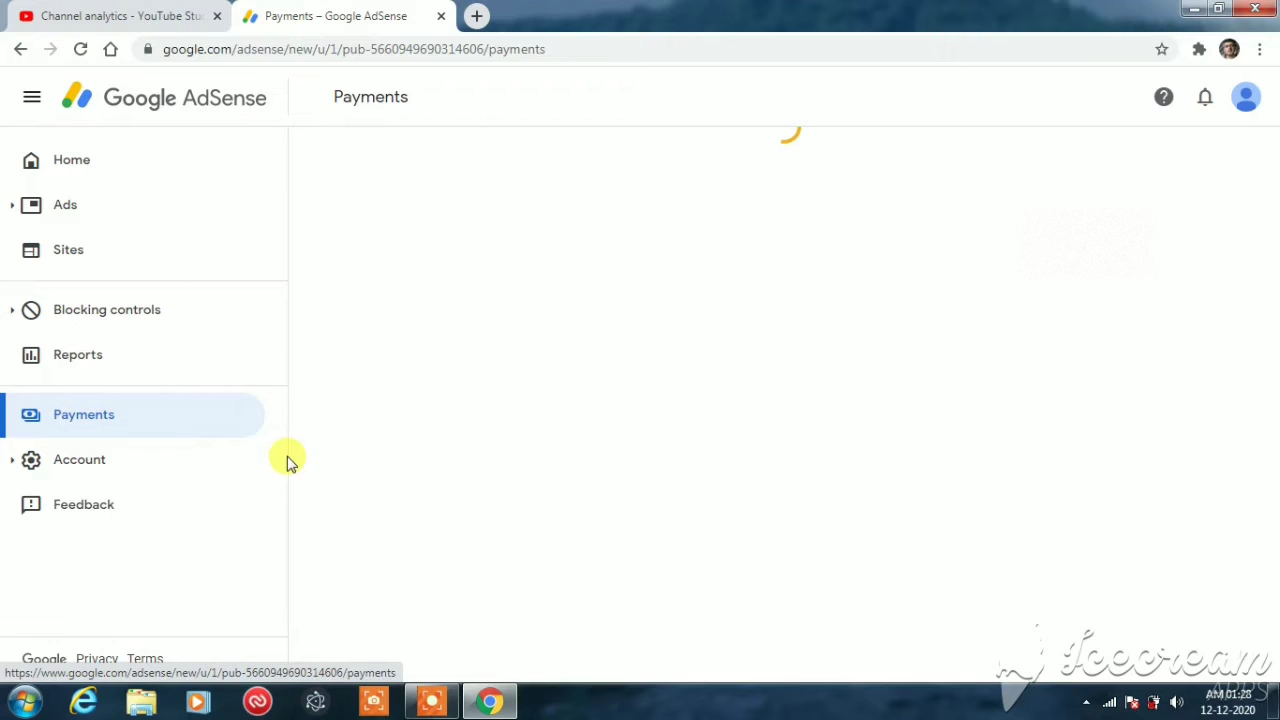 Channel analytics - YouTube Stu
Payments – Google AdSense
google.com/adsense/new/u/1/pub-5660949690314606/payments
Google AdSense
Payments
Home
Ads
Sites
Blocking controls
Reports
Payments
Account
Feedback
Google Privacy Terms
https://www.google.com/adsense/new/u/1/pub-5660949690314606/payments
Icecream
APPS
AM 01:28
12-12-2020